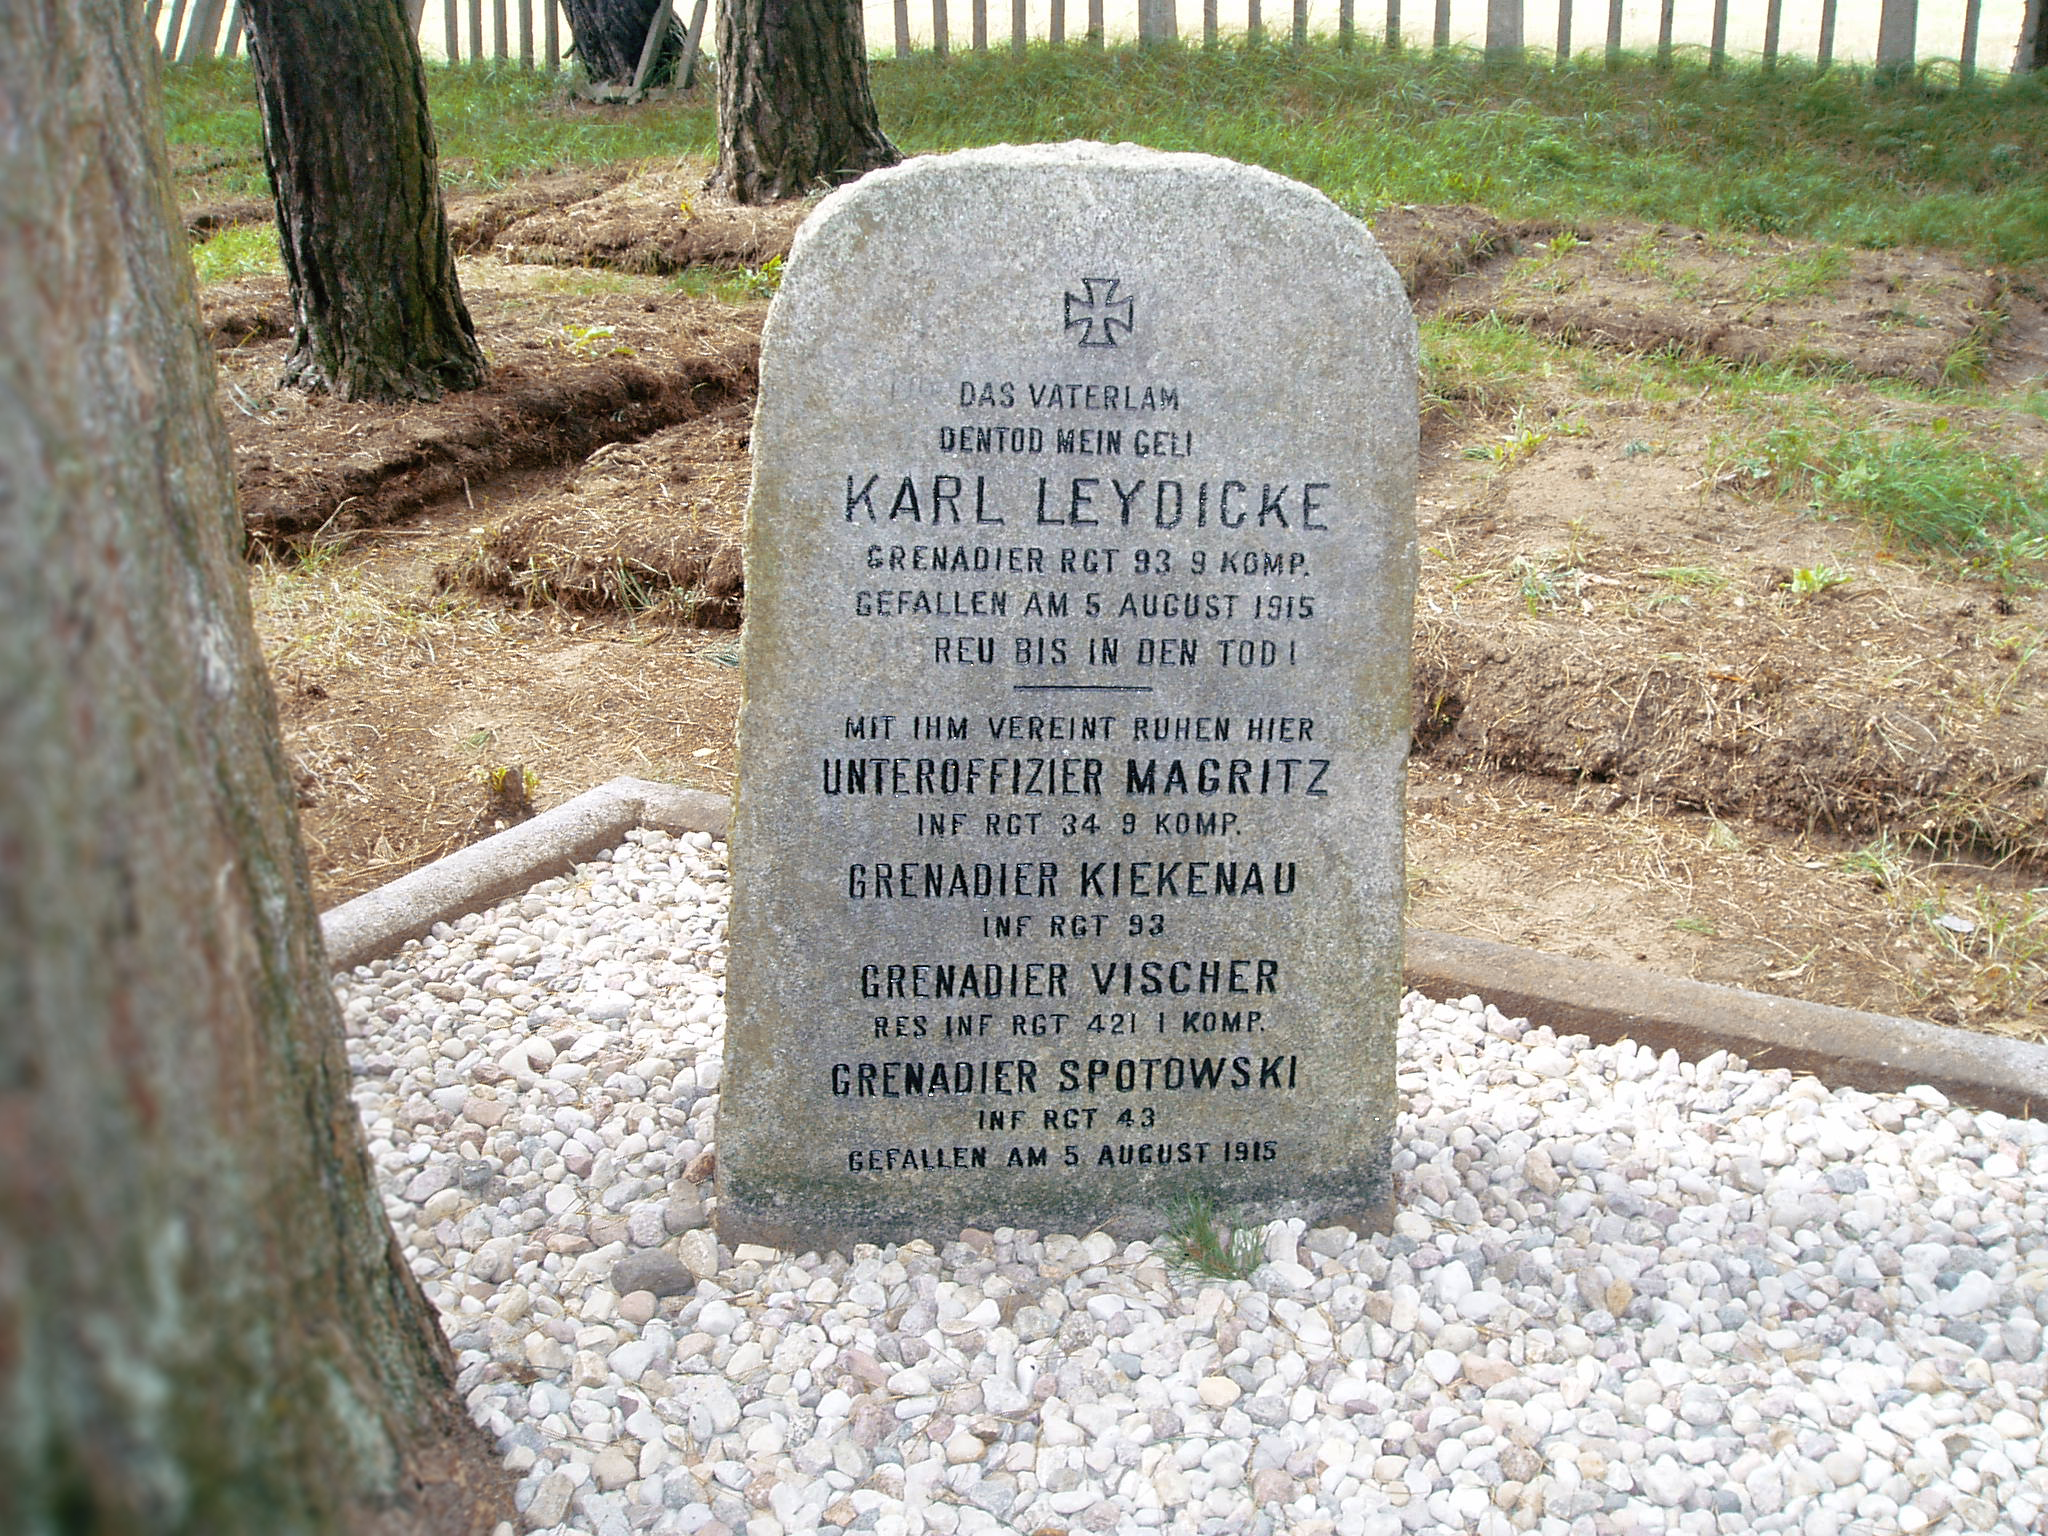 DAS VATERLAM
DENTOD MEIN GELI
KARL LEYDICKE
GRENADIER RGT 93 9 KOMP.
GEFALLEN AM 5 AUGUST 1915
REU BIS IN DEN TOD!
MIT IHM VEREINT RUHEN HIER
UNTEROFFIZIER MAGRITZ
INF RGT 34 9 KOMP.
GRENADIER KIEKENAU
INF RGT 93
GRENADIER VISCHER
RES INF RGT 421 1 KOMP.
GRENADIER SPOTOWSKI
INF RGT 43
GEFALLEN AM 5 AUGUST 1915